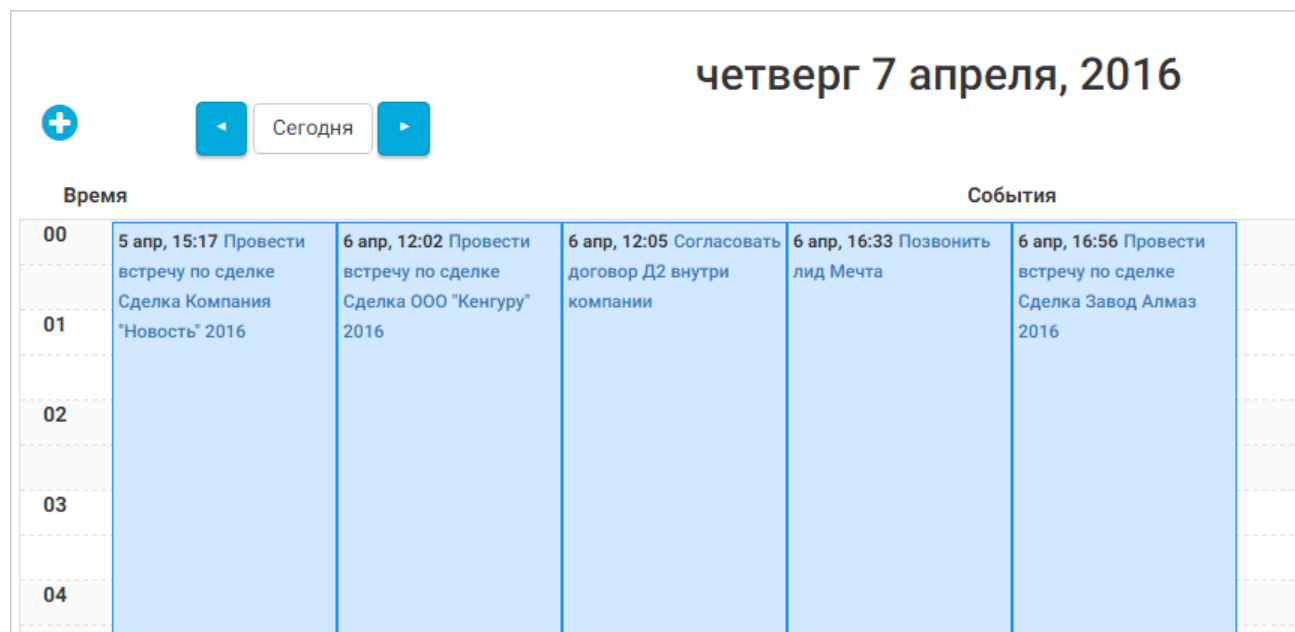 четверг 7 апреля, 2016
Сегодня
Время
События
00
5 апр, 15:17 Провести
встречу по сделке
Сделка Компания
"Новость" 2016
6 апр, 12:02 Провести
встречу по сделке
Сделка ООО "Кенгуру"
2016
6 апр, 12:05 Согласовать
договор Д2 внутри
компании
6 апр, 16:33 Позвонить
лид Мечта
6 апр, 16:56 Провести
встречу по сделке
Сделка Завод Алмаз
2016
01
02
03
04